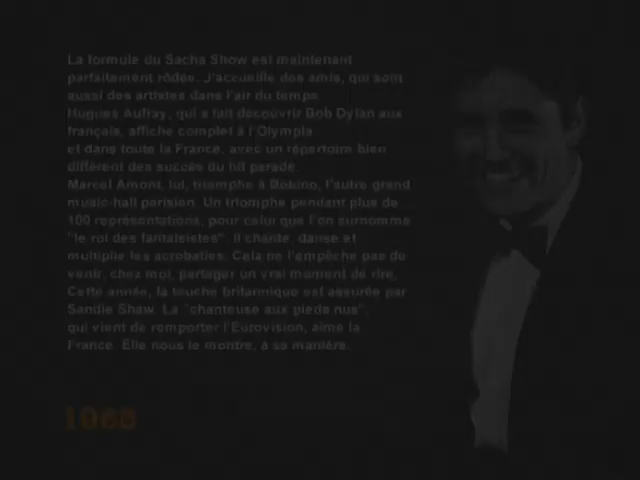 La formule du Sacha Show est maintenant
parfaitement rôdée. J'accueille des amis, qui sont
aussi des artistes dans l'air du temps.
Hugues Aufray, qui a fait découvrir Bob Dylan aux
français, affiche complet à l'Olympia
et dans toute la France, avec un répertoire bien
différent des succès du hit parade.
Marcel Amont, lui, triomphe à Bobino, l'autre grand
music-hall parisien. Un triomphe pendant plus de
100 représentations, pour celui que l'on surnomme
"le roi des fantaisistes". Il chante, danse et
multiplie les acrobaties. Cela ne l'empêche pas de
venir, chez moi, partager un vrai moment de rire.
Cette année, la touche britannique est assurée par
Sandie Shaw. La "chanteuse aux pieds nus",
qui vient de remporter l'Eurovision, aime la
France. Elle nous le montre, à sa manière.